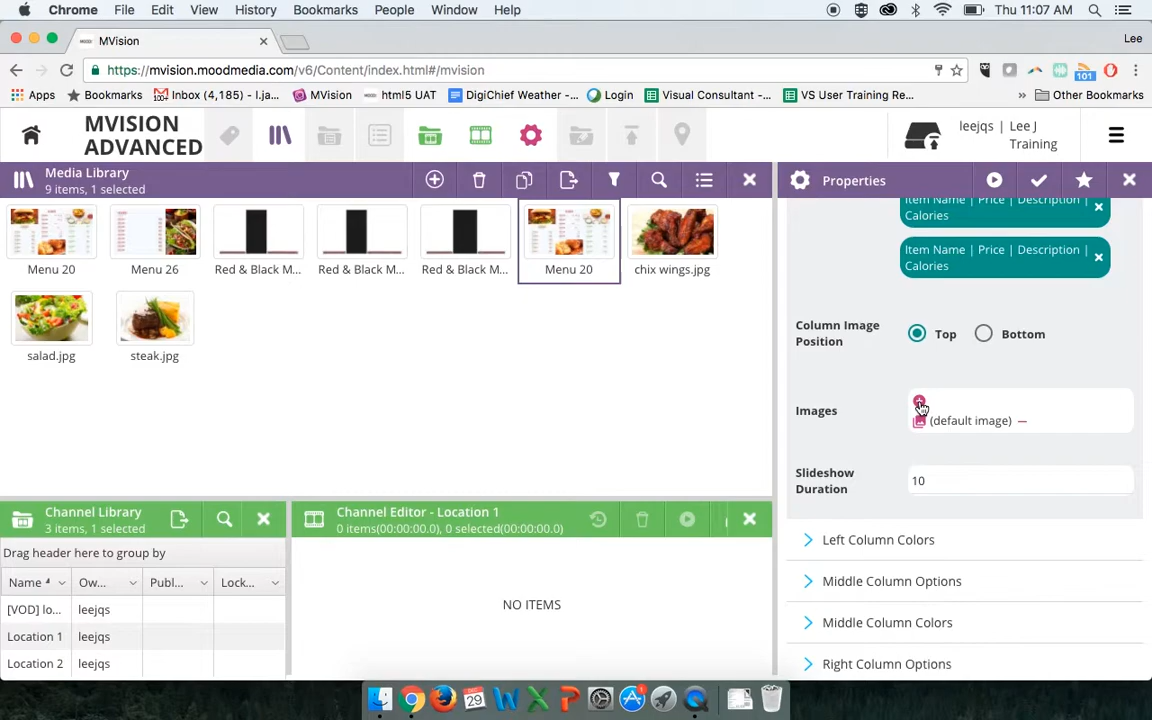 Chrome File Edit View History Bookmarks People Window Help Thu 11:07 AM
MVision Lee
https://mvision.moodmedia.com/v6/Content/index.html#/mvision 101
Apps Bookmarks Inbox (4,185) - l.ja... MVision html5 UAT DigiChief Weather -... Login Visual Consultant -... VS User Training Re... » Other Bookmarks
MVISION
ADVANCED
leejqs | Lee J
Training
Media Library
9 items, 1 selected
Properties
Menu 20 Menu 26 Red & Black M... Red & Black M... Red & Black M... Menu 20 chix wings.jpg
salad.jpg steak.jpg
Item Name | Price | Description |
Calories
Item Name | Price | Description |
Calories
Column Image
Position
Top Bottom
Images
(default image)
Slideshow
Duration
10
Left Column Colors
Middle Column Options
Middle Column Colors
Right Column Options
Channel Library
3 items, 1 selected
Drag header here to group by
Name Ow... Publ... Lock...
[VOD] lo... leejqs
Location 1 leejqs
Location 2 leejqs
Channel Editor - Location 1
0 items(00:00:00.0), 0 selected(00:00:00.0)
NO ITEMS